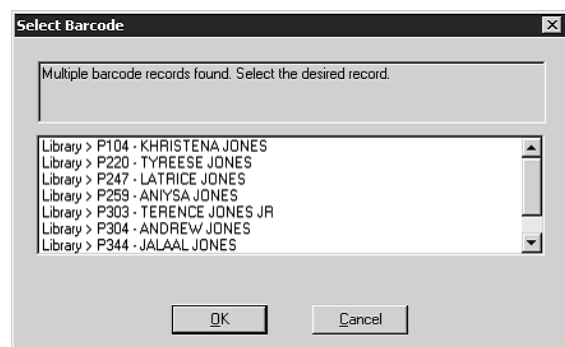 Select Barcode
Multiple barcode records found. Select the desired record.
Library > P104 - KHRISTENA JONES
Library > P220 - TYREESE JONES
Library > P247 - LATRICE JONES
Library > P259 - ANIYSA JONES
Library > P303 - TERENCE JONES JR
Library > P304 - ANDREW JONES
Library > P344 - JALAAL JONES
OK
Cancel